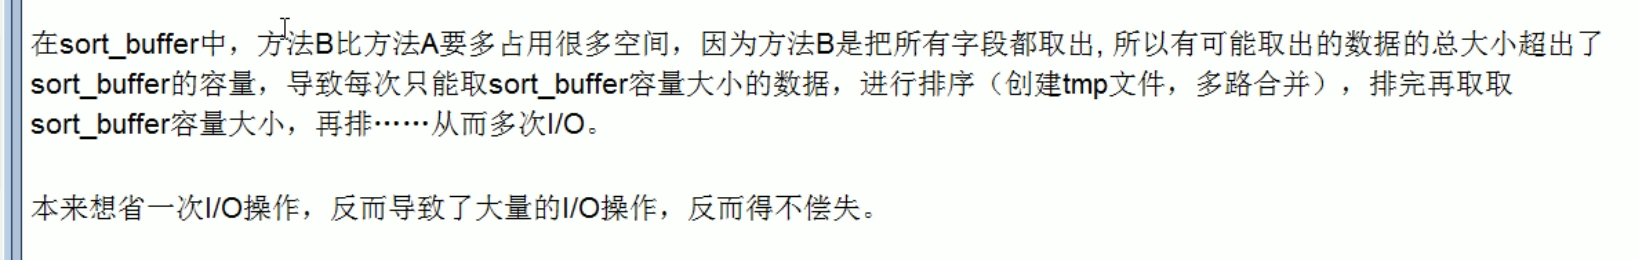 在sort_buffer中，方法B比方法A要多占用很多空间，因为方法B是把所有字段都取出, 所以有可能取出的数据的总大小超出了
sort_buffer的容量，导致每次只能取sort_buffer容量大小的数据，进行排序（创建tmp文件，多路合并），排完再取取
sort_buffer容量大小，再排……从而多次I/O。
本来想省一次I/O操作，反而导致了大量的I/O操作，反而得不偿失。